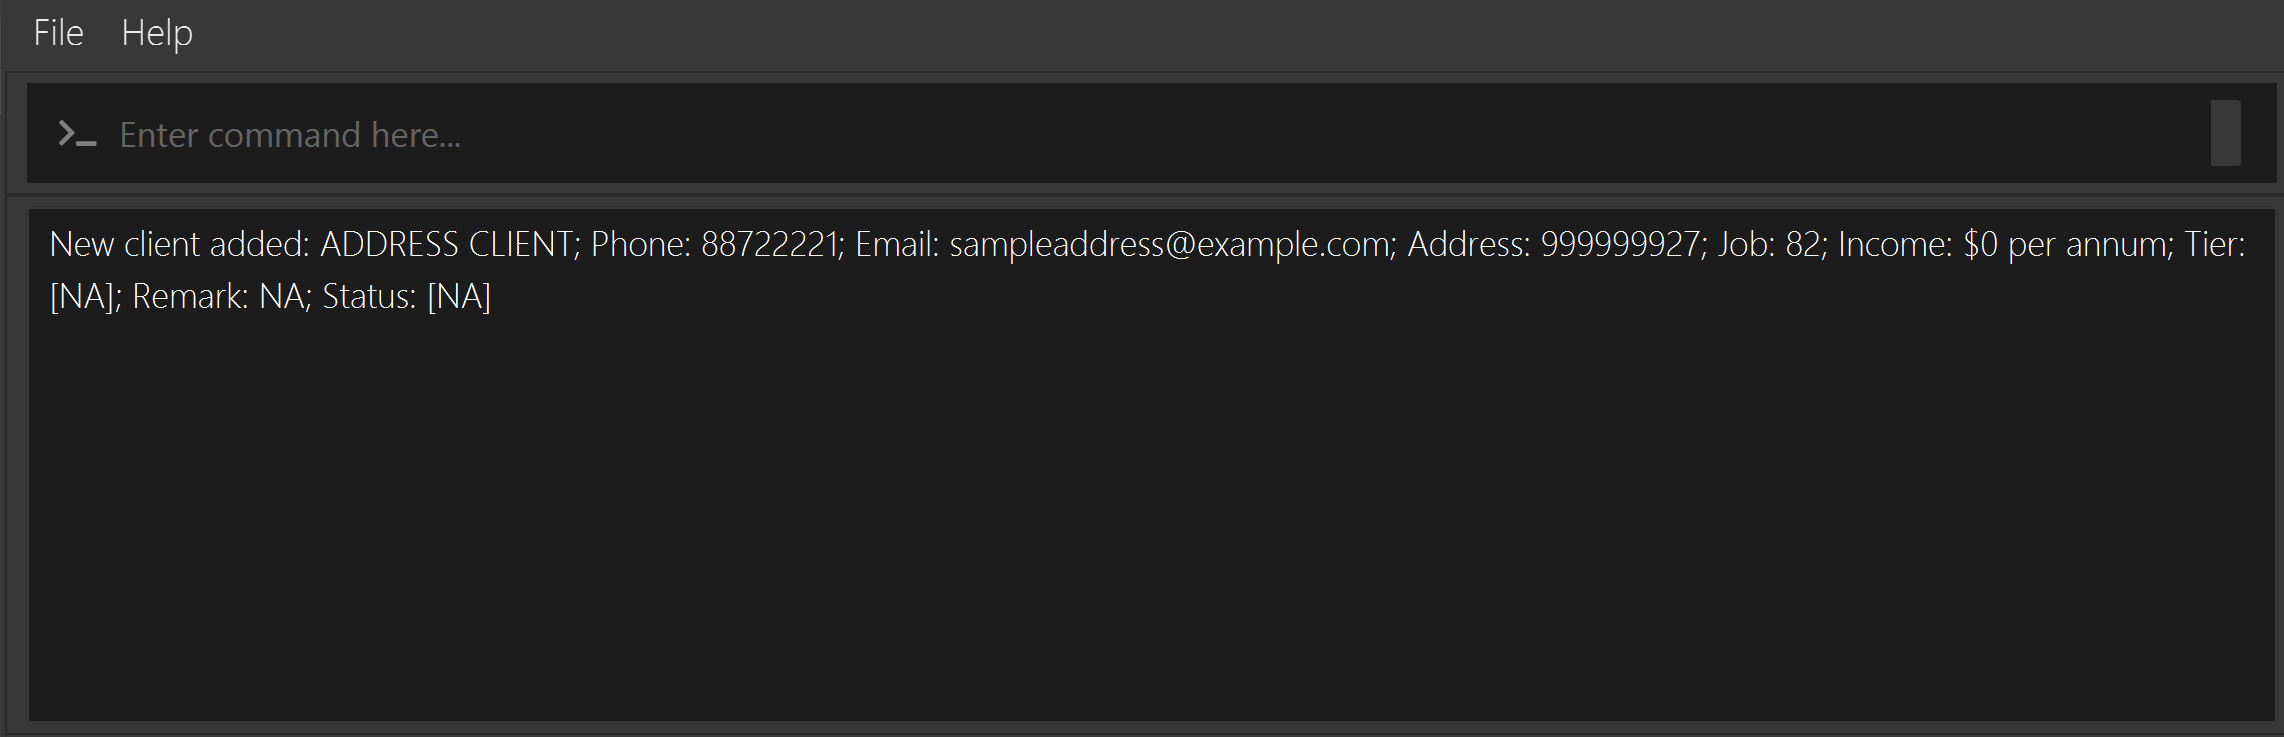 File Help
Enter command here...
New client added: ADDRESS CLIENT; Phone: 88722221; Email: sampleaddress@example.com; Address: 999999927; Job: 82; Income: $0 per annum; Tier:
[NA]; Remark: NA; Status: [NA]